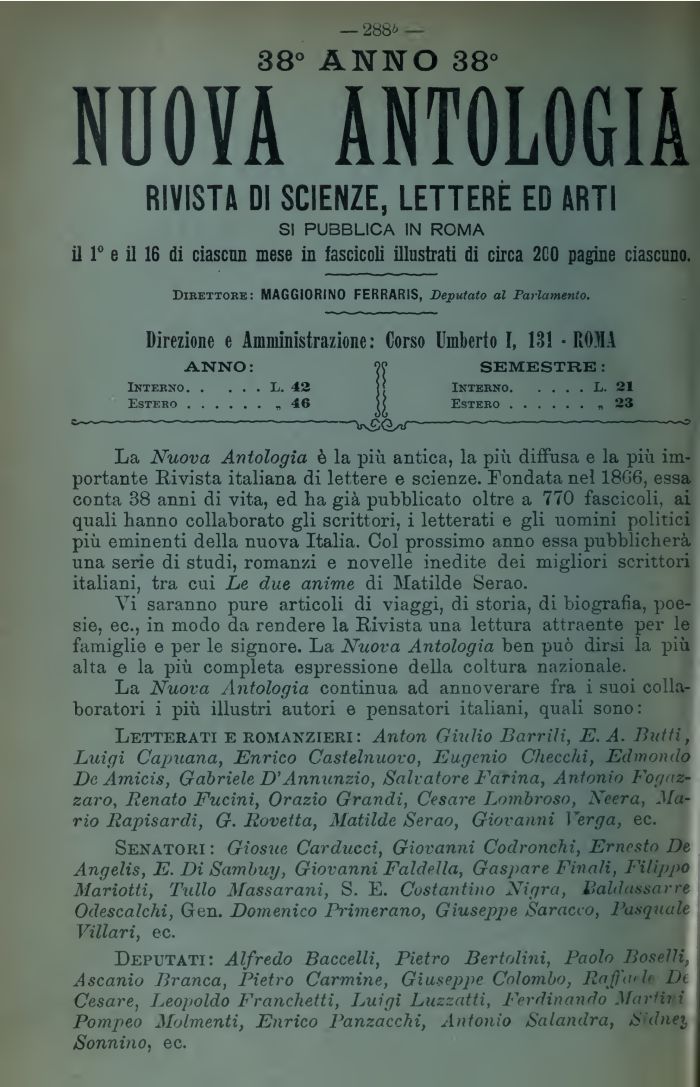 — 288b —
38° ANNO 38°
NUOVA ANTOLOGIA
RIVISTA DI SCIENZE, LETTERE ED ARTI
SI PUBBLICA IN ROMA
il 1° e il 16 di ciascun mese in fascicoli illustrati di circa 200 pagine ciascuno.
DIRETTORE: MAGGIORINO FERRARIS, Deputato al Parlamento.
Direzione e Amministrazione: Corso Umberto I, 131 - ROMA
ANNO:
INTERNO. . . . . L. 42
ESTERO . . . . . . „ 46
SEMESTRE:
INTERNO. . . . . L. 21
ESTERO . . . . . . „ 23
La Nuova Antologia è la più antica, la più diffusa e la più im-
portante Rivista italiana di lettere e scienze. Fondata nel 1866, essa
conta 38 anni di vita, ed ha già pubblicato oltre a 770 fascicoli, ai
quali hanno collaborato gli scrittori, i letterati e gli uomini politici
più eminenti della nuova Italia. Col prossimo anno essa pubblicherà
una serie di studi, romanzi e novelle inedite dei migliori scrittori
italiani, tra cui Le due anime di Matilde Serao.
Vi saranno pure articoli di viaggi, di storia, di biografia, poe-
sie, ec., in modo da rendere la Rivista una lettura attraente per le
famiglie e per le signore. La Nuova Antologia ben può dirsi la più
alta e la più completa espressione della coltura nazionale.
La Nuova Antologia continua ad annoverare fra i suoi colla-
boratori i più illustri autori e pensatori italiani, quali sono:
LETTERATI E ROMANZIERI: Anton Giulio Barrili, E. A. Butti,
Luigi Capuana, Enrico Castelnuovo, Eugenio Checchi, Edmondo
De Amicis, Gabriele D'Annunzio, Salvatore Farina, Antonio Fogaz-
zaro, Renato Fucini, Orazio Grandi, Cesare Lombroso, Neera, Ma-
rio Rapisardi, G. Rovetta, Matilde Serao, Giovanni Verga, ec.
SENATORI: Giosue Carducci, Giovanni Codronchi, Ernesto De
Angelis, E. Di Sambuy, Giovanni Faldella, Gaspare Finali, Filippo
Mariotti, Tullo Massarani, S. E. Costantino Nigra, Baldassarre
Odescalchi, Gen. Domenico Primerano, Giuseppe Saracco, Pasquale
Villari, ec.
DEPUTATI: Alfredo Baccelli, Pietro Bertolini, Paolo Boselli,
Ascanio Branca, Pietro Carmine, Giuseppe Colombo, Raffaele De
Cesare, Leopoldo Franchetti, Luigi Luzzatti, Ferdinando Martini
Pompeo Molmenti, Enrico Panzacchi, Antonio Salandra, Sidney
Sonnino, ec.